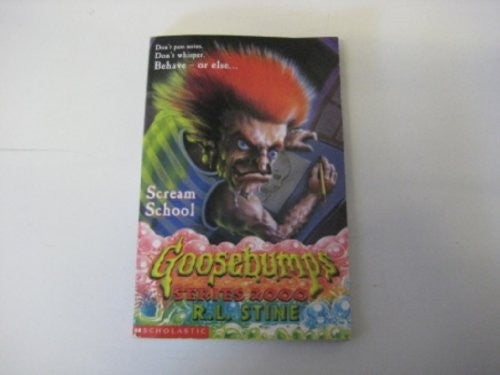 Don't pass notes.
Don't whisper.
Behave – or else...
Scream
School
Goosebumps
SERIES 2000
R.L. STINE
SCHOLASTIC